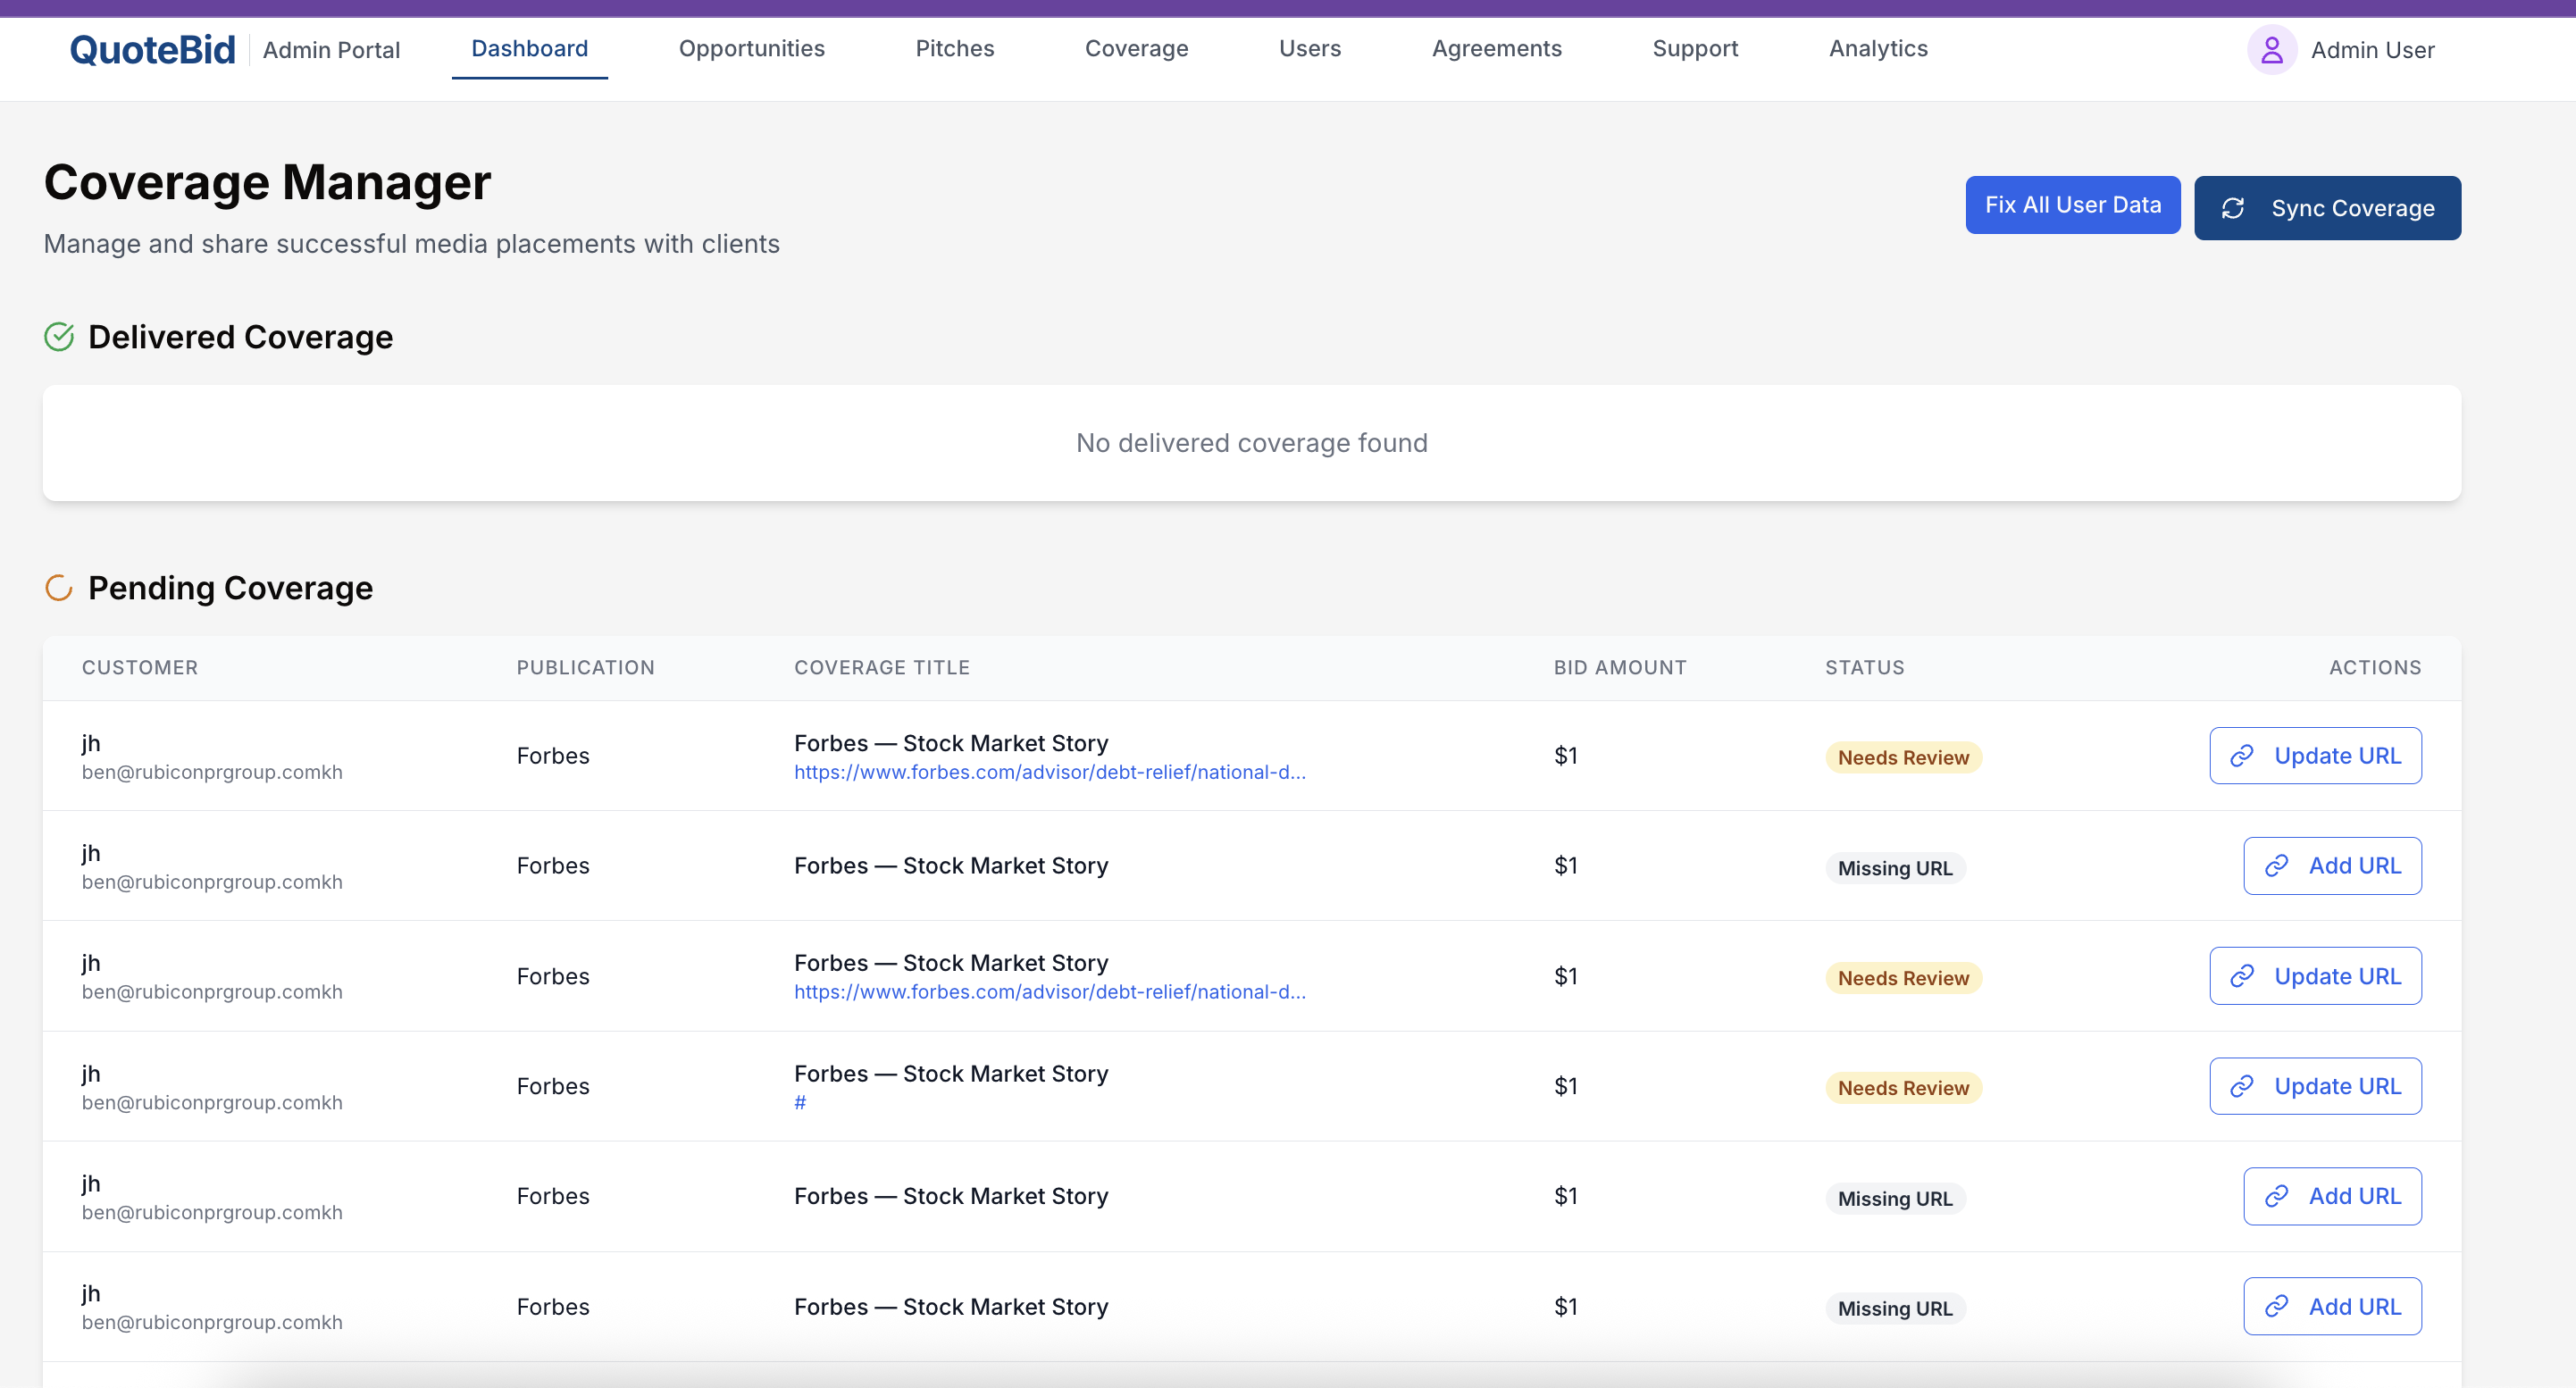 QuoteBid Admin Portal Dashboard Opportunities Pitches Coverage Users Agreements Support Analytics Admin User
Coverage Manager
Manage and share successful media placements with clients
Fix All User Data Sync Coverage
Delivered Coverage
No delivered coverage found
Pending Coverage
CUSTOMER PUBLICATION COVERAGE TITLE BID AMOUNT STATUS ACTIONS
jh
ben@rubiconprgroup.comkh
Forbes
Forbes — Stock Market Story
https://www.forbes.com/advisor/debt-relief/national-d...
$1
Needs Review
Update URL
jh
ben@rubiconprgroup.comkh
Forbes
Forbes — Stock Market Story
$1
Missing URL
Add URL
jh
ben@rubiconprgroup.comkh
Forbes
Forbes — Stock Market Story
https://www.forbes.com/advisor/debt-relief/national-d...
$1
Needs Review
Update URL
jh
ben@rubiconprgroup.comkh
Forbes
Forbes — Stock Market Story
#
$1
Needs Review
Update URL
jh
ben@rubiconprgroup.comkh
Forbes
Forbes — Stock Market Story
$1
Missing URL
Add URL
jh
ben@rubiconprgroup.comkh
Forbes
Forbes — Stock Market Story
$1
Missing URL
Add URL